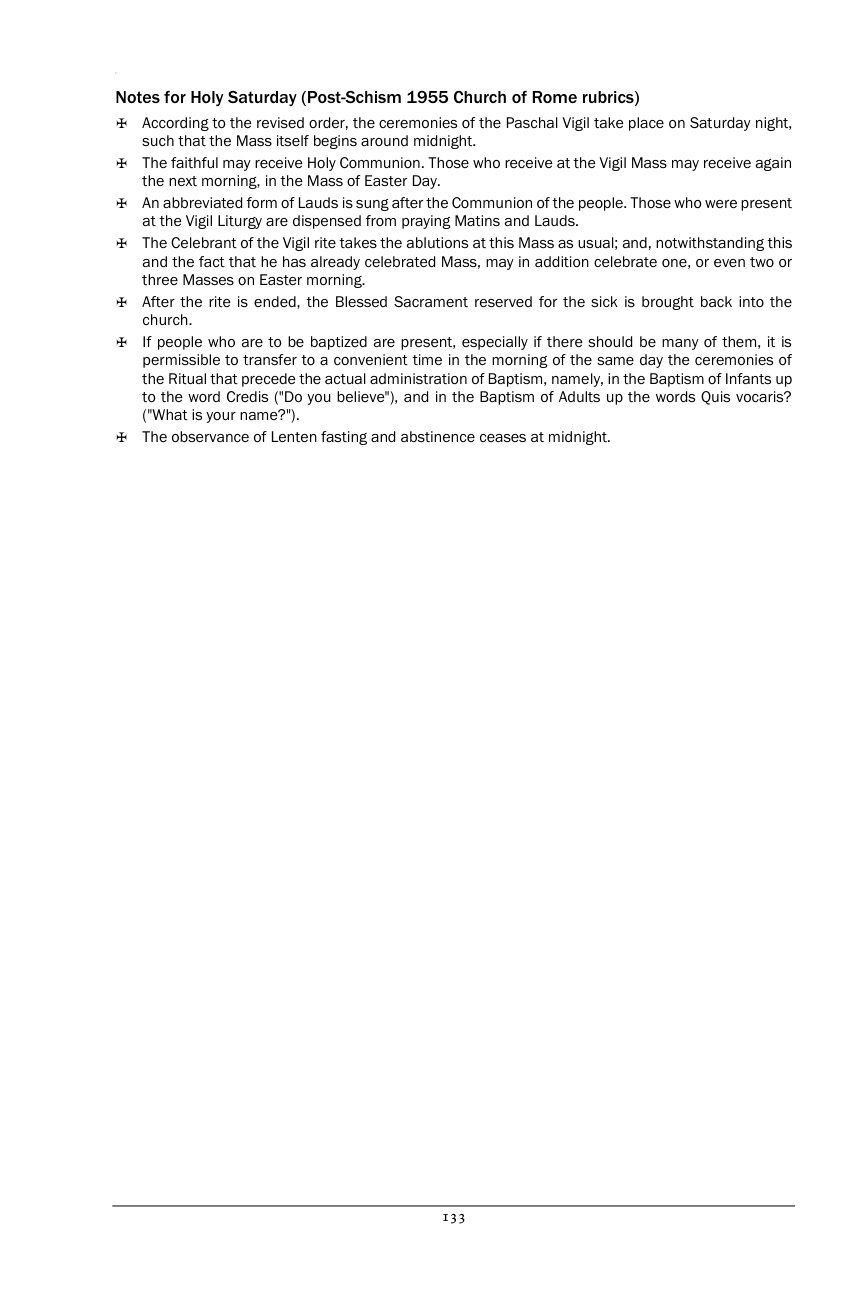 Notes for Holy Saturday (Post-Schism 1955 Church of Rome rubrics)
✠ According to the revised order, the ceremonies of the Paschal Vigil take place on Saturday night,
such that the Mass itself begins around midnight.
✠ The faithful may receive Holy Communion. Those who receive at the Vigil Mass may receive again
the next morning, in the Mass of Easter Day.
✠ An abbreviated form of Lauds is sung after the Communion of the people. Those who were present
at the Vigil Liturgy are dispensed from praying Matins and Lauds.
✠ The Celebrant of the Vigil rite takes the ablutions at this Mass as usual; and, notwithstanding this
and the fact that he has already celebrated Mass, may in addition celebrate one, or even two or
three Masses on Easter morning.
✠ After the rite is ended, the Blessed Sacrament reserved for the sick is brought back into the
church.
✠ If people who are to be baptized are present, especially if there should be many of them, it is
permissible to transfer to a convenient time in the morning of the same day the ceremonies of
the Ritual that precede the actual administration of Baptism, namely, in the Baptism of Infants up
to the word Credis ("Do you believe"), and in the Baptism of Adults up the words Quis vocaris?
("What is your name?").
✠ The observance of Lenten fasting and abstinence ceases at midnight.
133